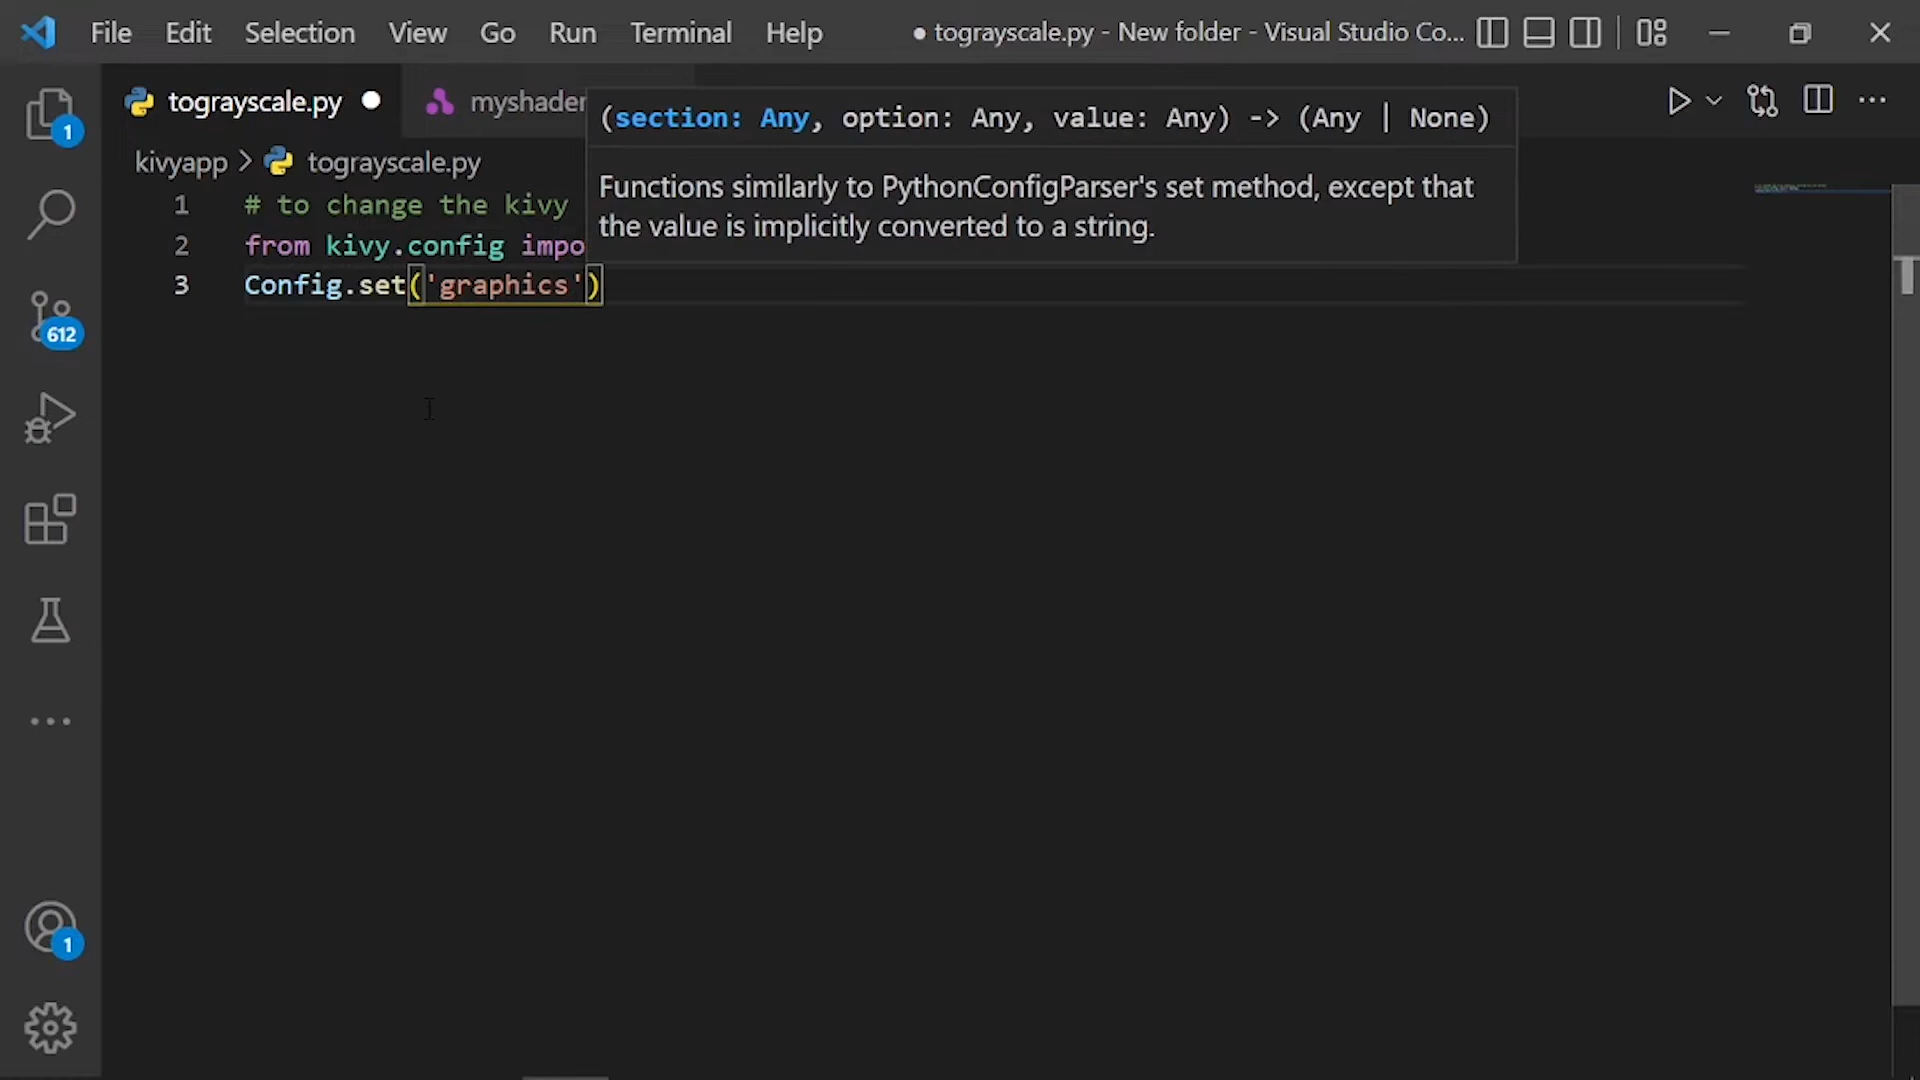 File Edit Selection View Go Run Terminal Help ● tograyscale.py - New folder - Visual Studio Co...
tograyscale.py ● myshader
(section: Any, option: Any, value: Any) -> (Any | None)
Functions similarly to PythonConfigParser's set method, except that
the value is implicitly converted to a string.
kivyapp > tograyscale.py
1 # to change the kivy
2 from kivy.config impo
3 Config.set('graphics')
1
612
1